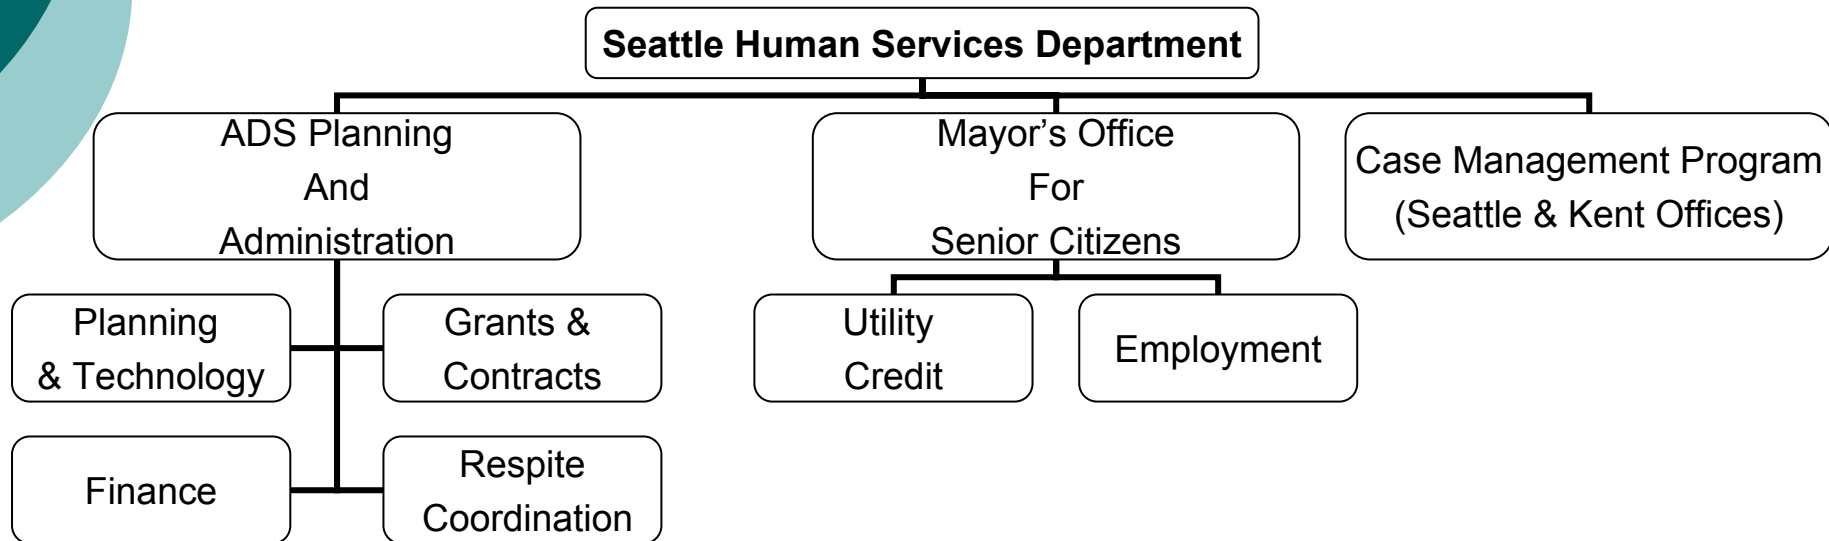 Seattle Human Services Department
ADS Planning
And
Administration
Mayor’s Office
For
Senior Citizens
Case Management Program
(Seattle & Kent Offices)
Planning
& Technology
Grants &
Contracts
Utility
Credit
Employment
Finance
Respite
Coordination